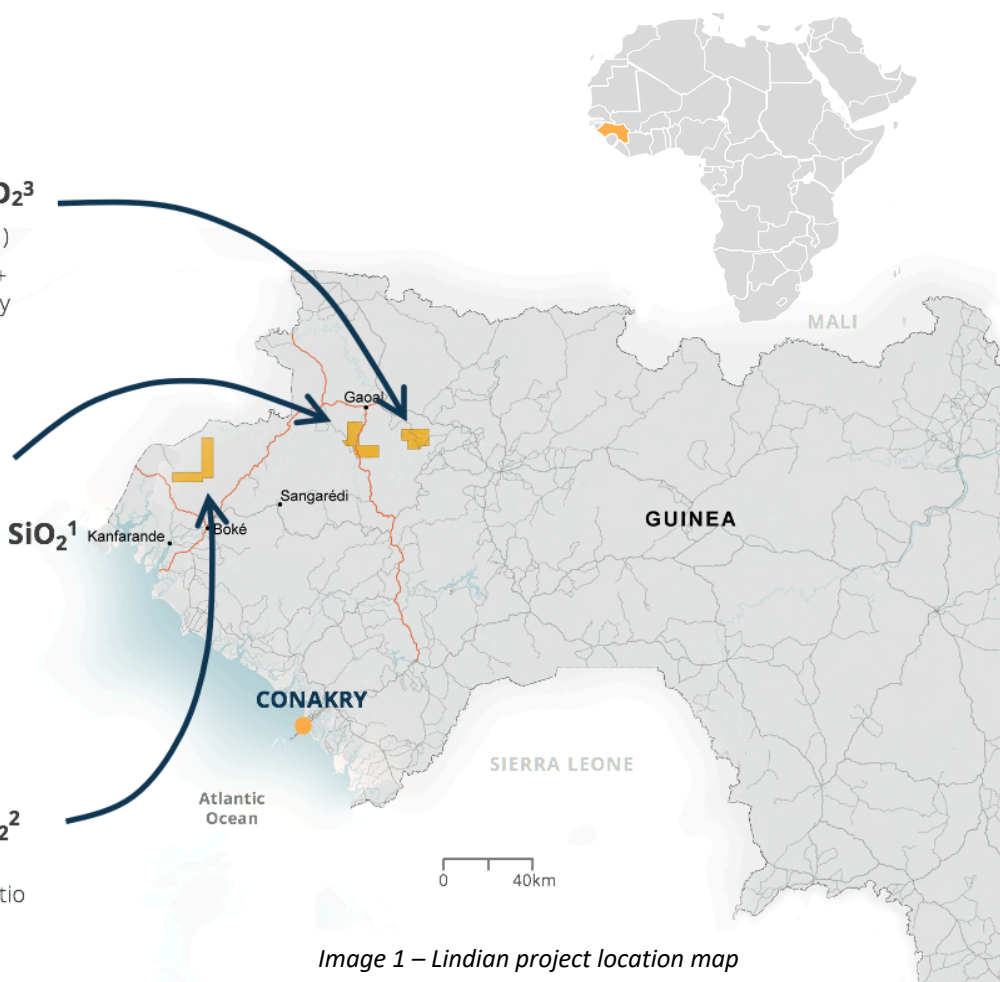 )
+
y
SiO₂¹
₂²
tio
MALI
Gaoal
Sangarédi
Boké
Kanfarande
GUINEA
CONAKRY
SIERRA LEONE
Atlantic
Ocean
0 40km
Image 1 – Lindian project location map